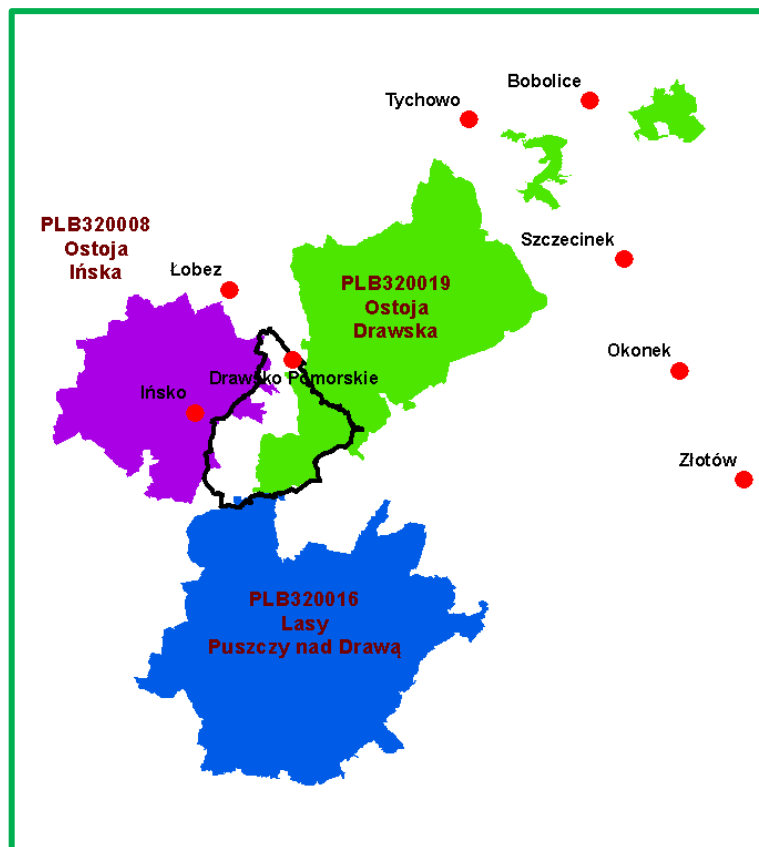 Bobolice
Tychowo
PLB320008
Ostoja
Ińska
Szczecinek
Łobez
PLB320019
Ostoja
Drawska
Okonek
Drawsko Pomorskie
Ińsko
Złotów
PLB320016
Lasy
Puszczy nad Drawą